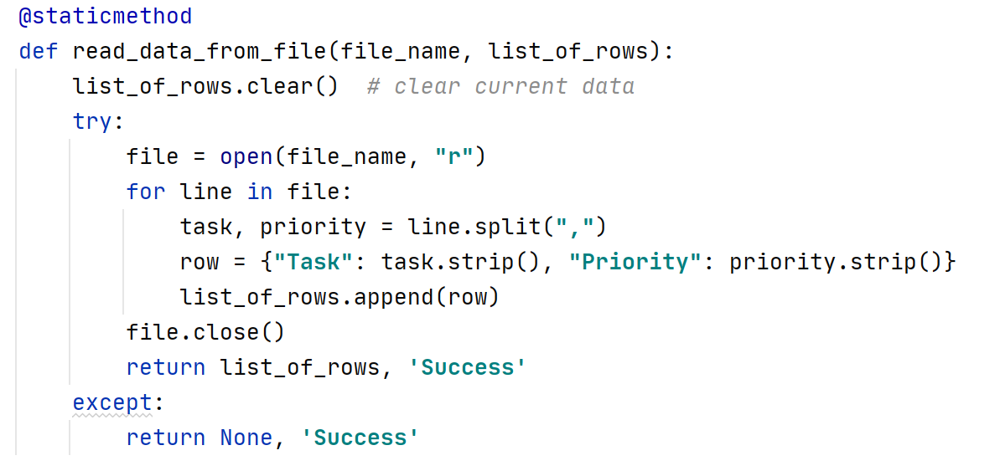 @staticmethod
def read_data_from_file(file_name, list_of_rows):
    list_of_rows.clear()  # clear current data
    try:
        file = open(file_name, "r")
        for line in file:
            task, priority = line.split(",")
            row = {"Task": task.strip(), "Priority": priority.strip()}
            list_of_rows.append(row)
        file.close()
        return list_of_rows, 'Success'
    except:
        return None, 'Success'